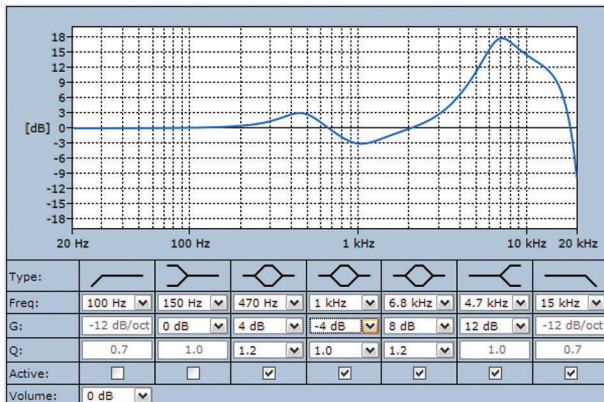 18
15
12
9
6
3
[dB] 0
-3
-6
-9
-12
-15
-18
20 Hz 100 Hz 1 kHz 10 kHz 20 kHz
Type:
Freq: 100 Hz 150 Hz 470 Hz 1 kHz 6.8 kHz 4.7 kHz 15 kHz
G: -12 dB/oct 0 dB 4 dB -4 dB 8 dB 12 dB -12 dB/oct
Q: 0.7 1.0 1.2 1.0 1.2 1.0 0.7
Active:
Volume: 0 dB